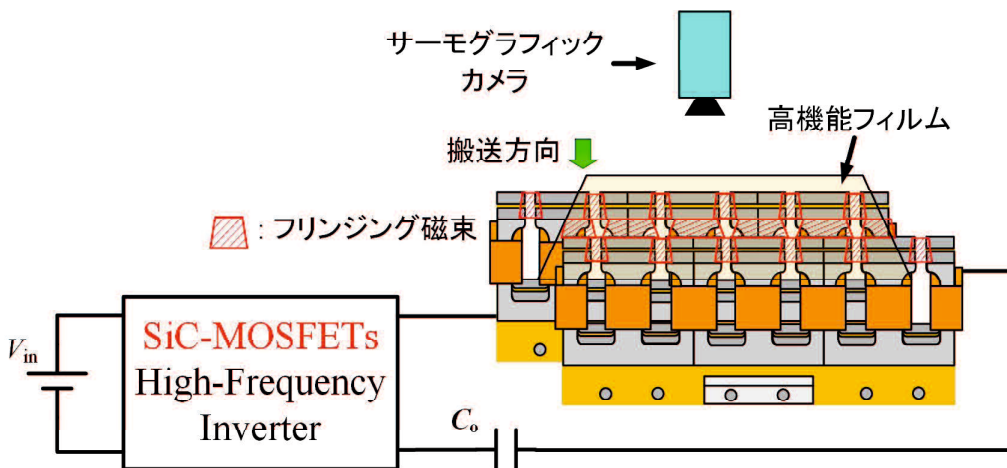 サーモグラフィック
カメラ
高機能フィルム
搬送方向
: フリンジング磁束
Vin
SiC-MOSFETs
High-Frequency
Inverter
Co